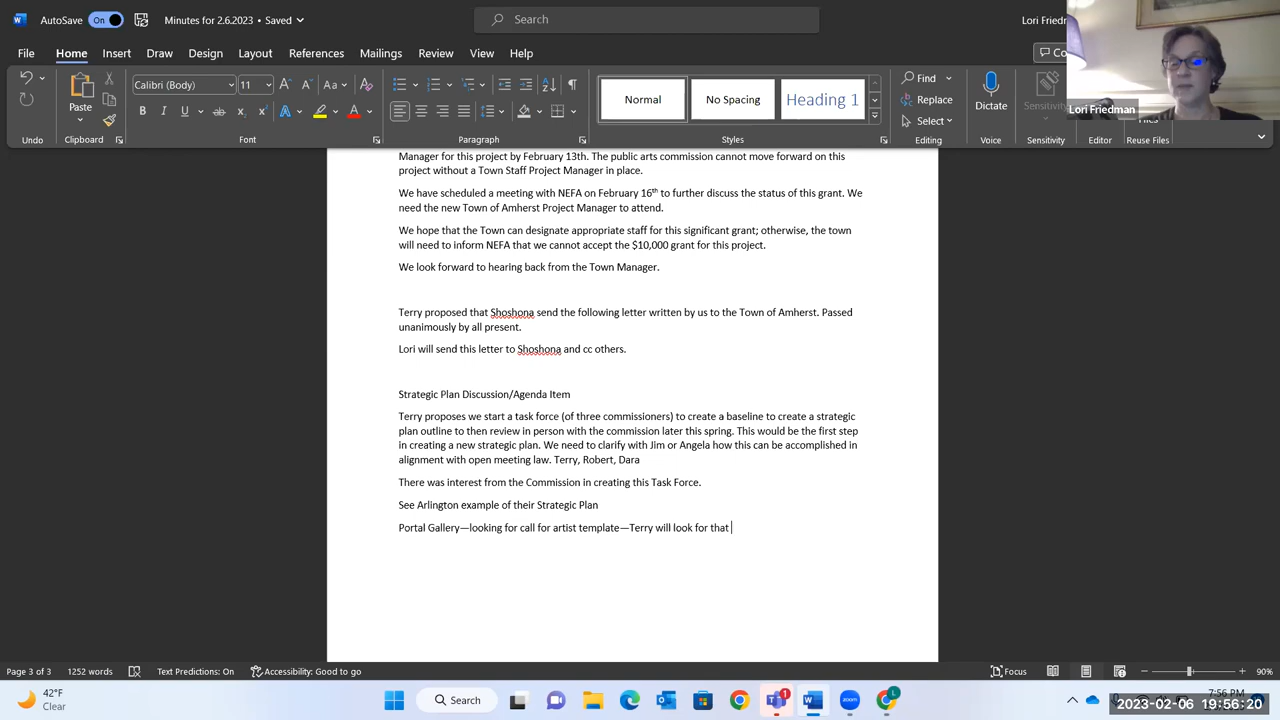 AutoSave On Minutes for 2.6.2023 • Saved Search Lori Friedm
File Home Insert Draw Design Layout References Mailings Review View Help Co
Calibri (Body) 11 Aa Find
Paste Normal No Spacing Heading 1 Replace Dictate Sensitivity Lori Friedman
Select Files
Undo Clipboard Font Paragraph Styles Editing Voice Sensitivity Editor Reuse Files
Manager for this project by February 13th. The public arts commission cannot move forward on this
project without a Town Staff Project Manager in place.
We have scheduled a meeting with NEFA on February 16th to further discuss the status of this grant. We
need the new Town of Amherst Project Manager to attend.
We hope that the Town can designate appropriate staff for this significant grant; otherwise, the town
will need to inform NEFA that we cannot accept the $10,000 grant for this project.
We look forward to hearing back from the Town Manager.
Terry proposed that Shoshona send the following letter written by us to the Town of Amherst. Passed
unanimously by all present.
Lori will send this letter to Shoshona and cc others.
Strategic Plan Discussion/Agenda Item
Terry proposes we start a task force (of three commissioners) to create a baseline to create a strategic
plan outline to then review in person with the commission later this spring. This would be the first step
in creating a new strategic plan. We need to clarify with Jim or Angela how this can be accomplished in
alignment with open meeting law. Terry, Robert, Dara
There was interest from the Commission in creating this Task Force.
See Arlington example of their Strategic Plan
Portal Gallery—looking for call for artist template—Terry will look for that
Page 3 of 3 1252 words Text Predictions: On Accessibility: Good to go Focus 90%
42°F
Clear
Search
7:56 PM
2023-02-06 19:56:20